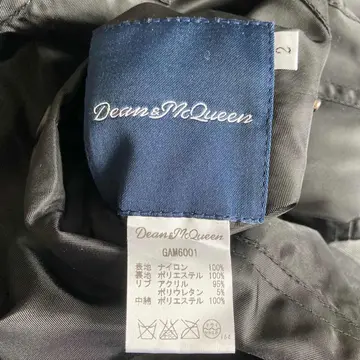 2
Dean&McQueen
Dean&McQueen
GAM6001
表地 ナイロン 100%
裏地 ポリエステル 100%
リブ アクリル 95%
ポリウレタン 5%
中綿 ポリエステル 100%